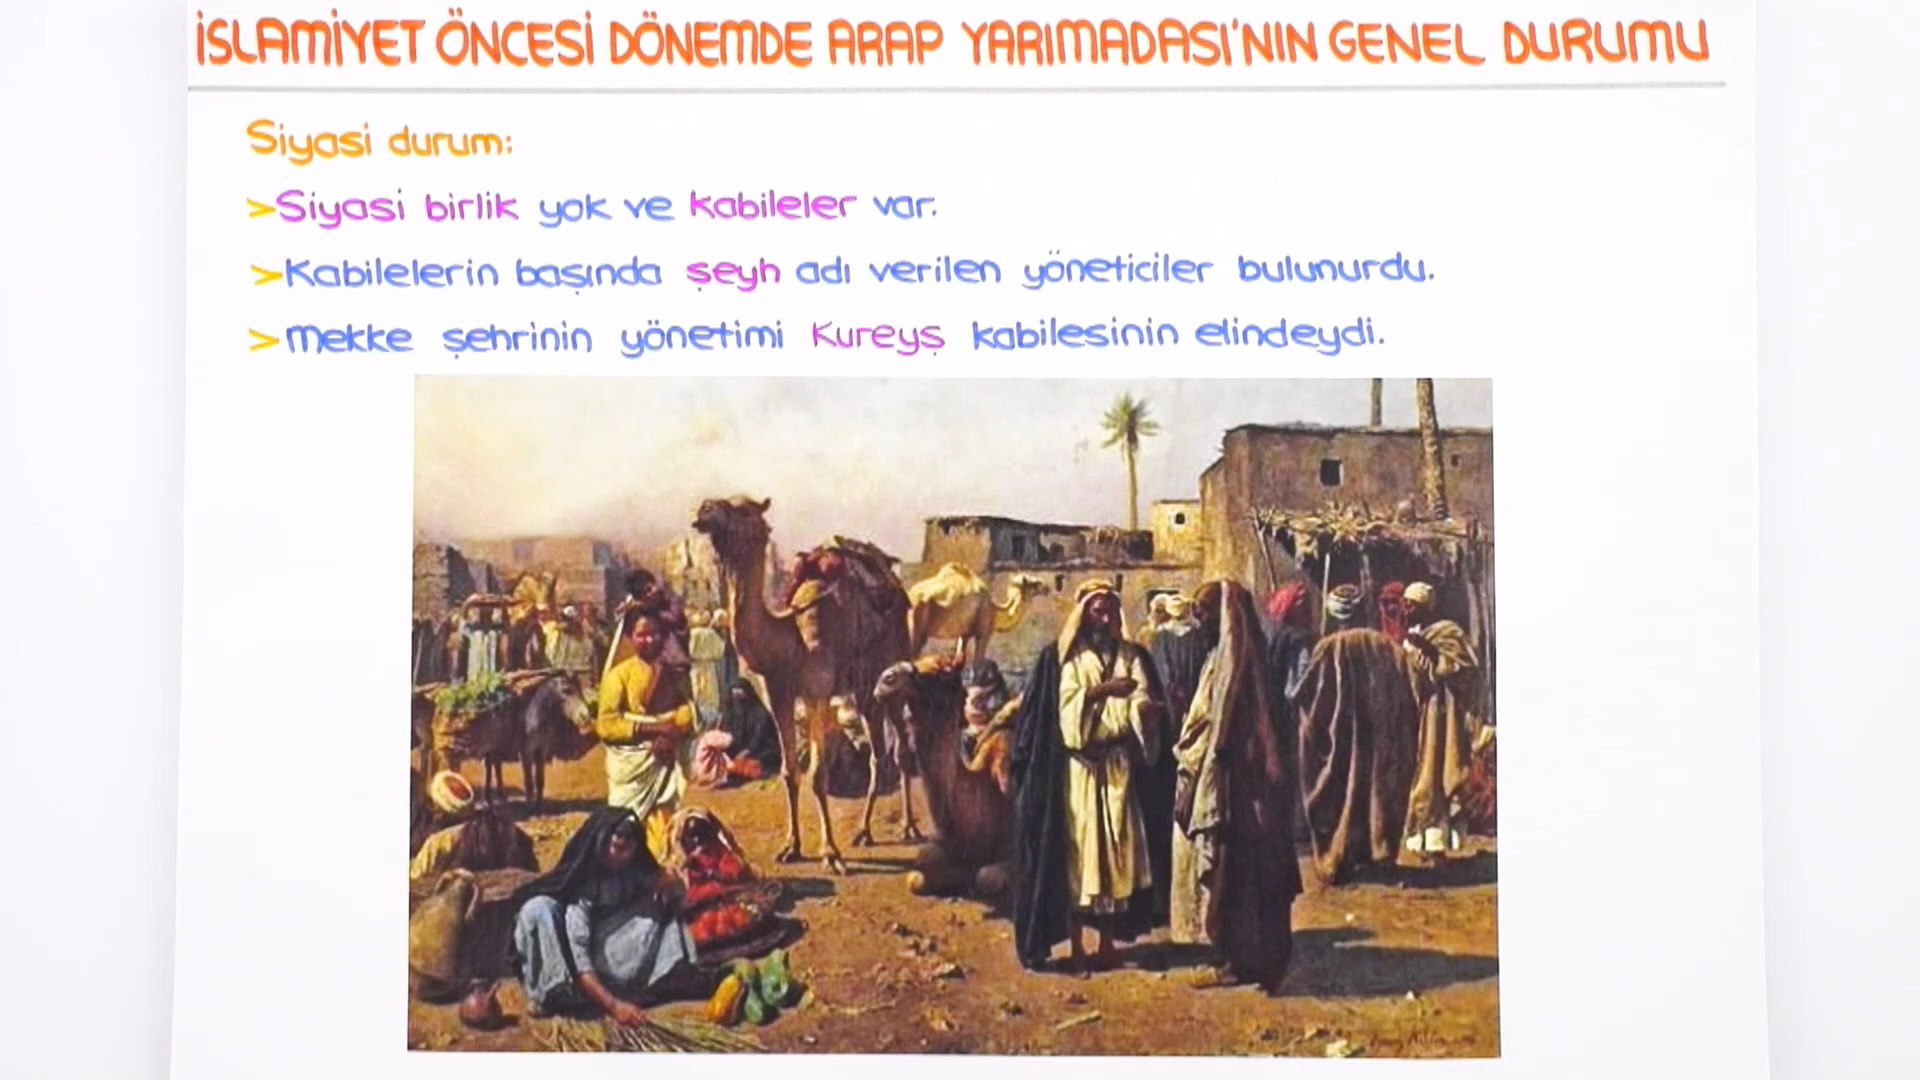 İSLAMİYET ÖNCESİ DÖNEMDE ARAP YARIMADASI'NIN GENEL DURUMU
Siyasi durum:
>Siyasi birlik yok ve kabileler var.
>Kabilelerin başında şeyh adı verilen yöneticiler bulunurdu.
>Mekke şehrinin yönetimi Kureyş kabilesinin elindeydi.